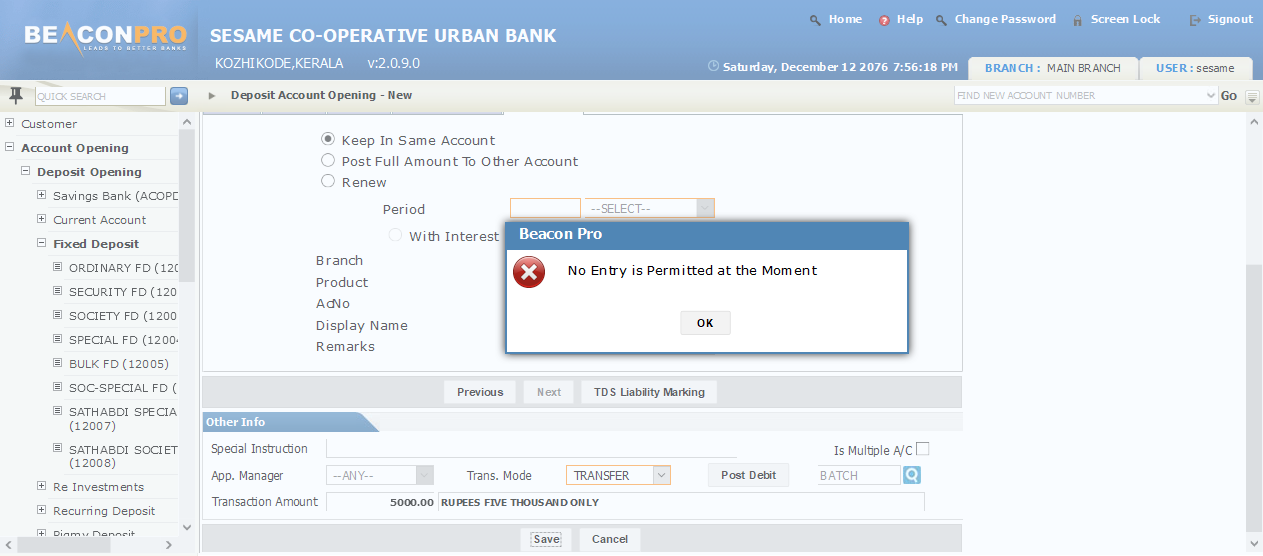 Home Help Change Password Screen Lock Signout
BEACONPRO
LEADS TO BETTER BANKS
SESAME CO-OPERATIVE URBAN BANK
KOZHIKODE,KERALA v:2.0.9.0
Saturday, December 12 2076 7:56:18 PM BRANCH : MAIN BRANCH USER : sesame
QUICK SEARCH Deposit Account Opening - New FIND NEW ACCOUNT NUMBER Go
Customer
Account Opening
Deposit Opening
Savings Bank (ACOPD
Current Account
Fixed Deposit
ORDINARY FD (120
SECURITY FD (120
SOCIETY FD (1200
SPECIAL FD (12004
BULK FD (12005)
SOC-SPECIAL FD (
SATHABDI SPECIA
(12007)
SATHABDI SOCIET
(12008)
Re Investments
Recurring Deposit
Pigmy Deposit
Keep In Same Account
Post Full Amount To Other Account
Renew
Period --SELECT--
With Interest
Branch
Product
AcNo
Display Name
Remarks
Beacon Pro
No Entry is Permitted at the Moment
OK
Previous Next TDS Liability Marking
Other Info
Special Instruction Is Multiple A/C
App. Manager --ANY-- Trans. Mode TRANSFER Post Debit BATCH
Transaction Amount 5000.00 RUPEES FIVE THOUSAND ONLY
Save Cancel